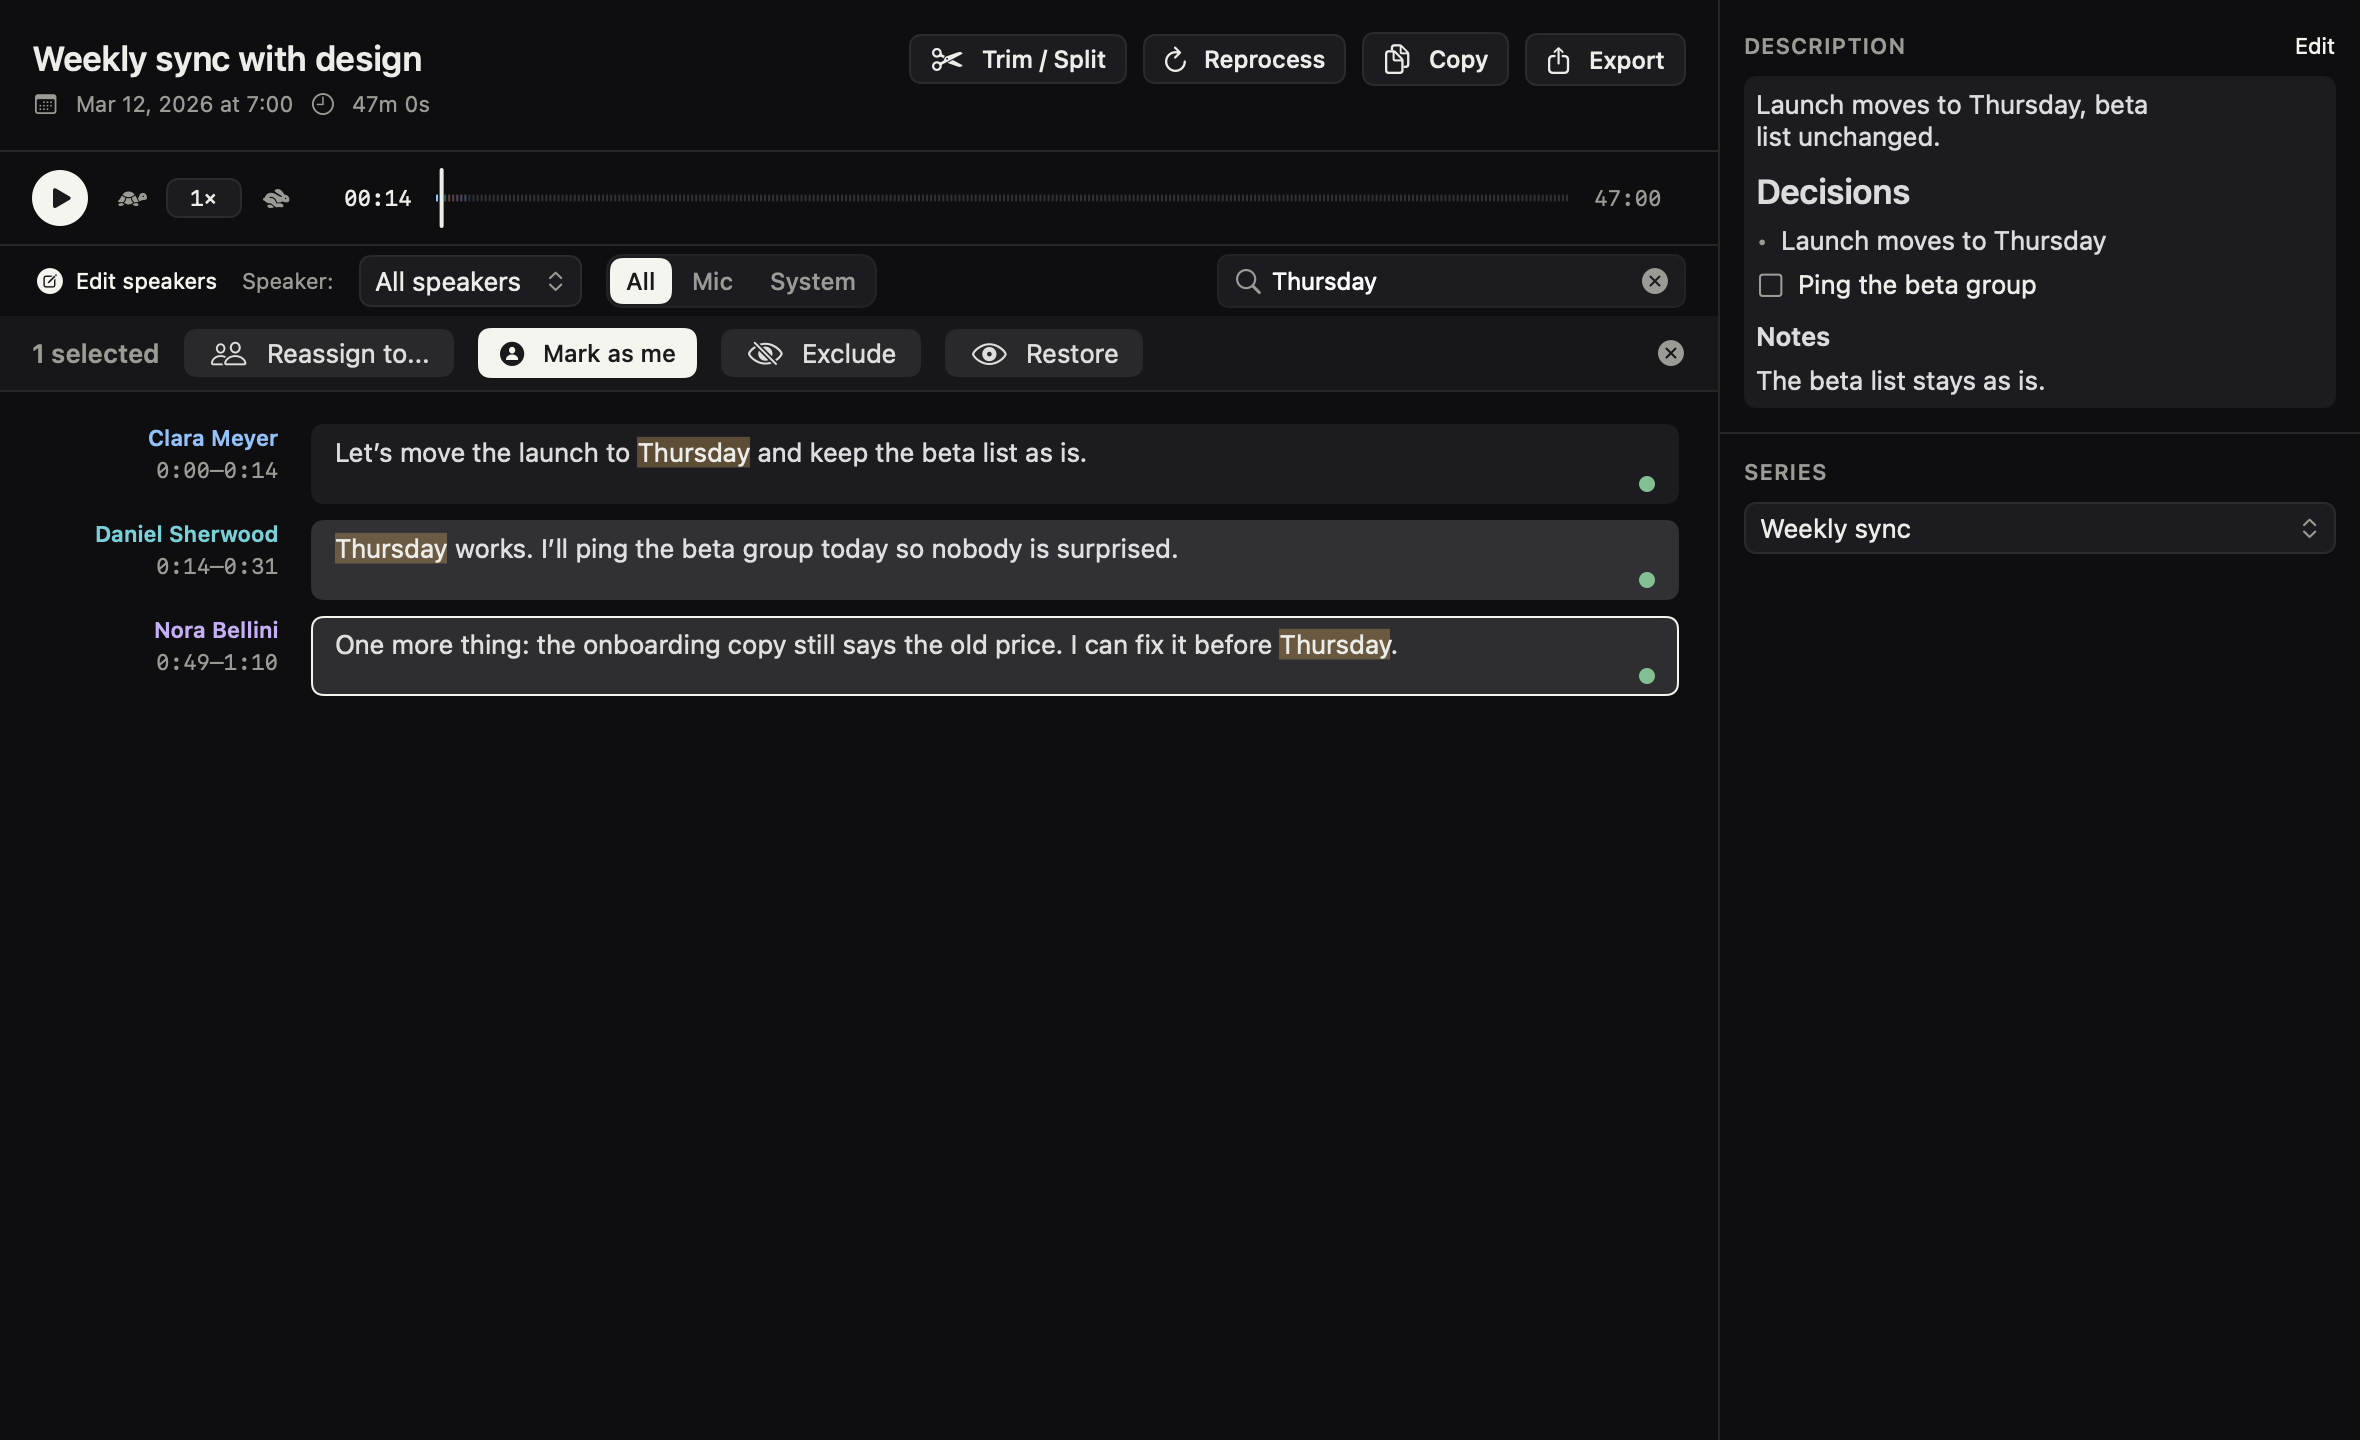 Weekly sync with design
Mar 12, 2026 at 7:00 47m 0s
Trim / Split Reprocess Copy Export
1× 00:14 47:00
Edit speakers Speaker: All speakers All Mic System Thursday
1 selected Reassign to... Mark as me Exclude Restore
Clara Meyer
0:00–0:14
Let’s move the launch to Thursday and keep the beta list as is.
Daniel Sherwood
0:14–0:31
Thursday works. I’ll ping the beta group today so nobody is surprised.
Nora Bellini
0:49–1:10
One more thing: the onboarding copy still says the old price. I can fix it before Thursday.
DESCRIPTION Edit
Launch moves to Thursday, beta
list unchanged.
Decisions
• Launch moves to Thursday
Ping the beta group
Notes
The beta list stays as is.
SERIES
Weekly sync